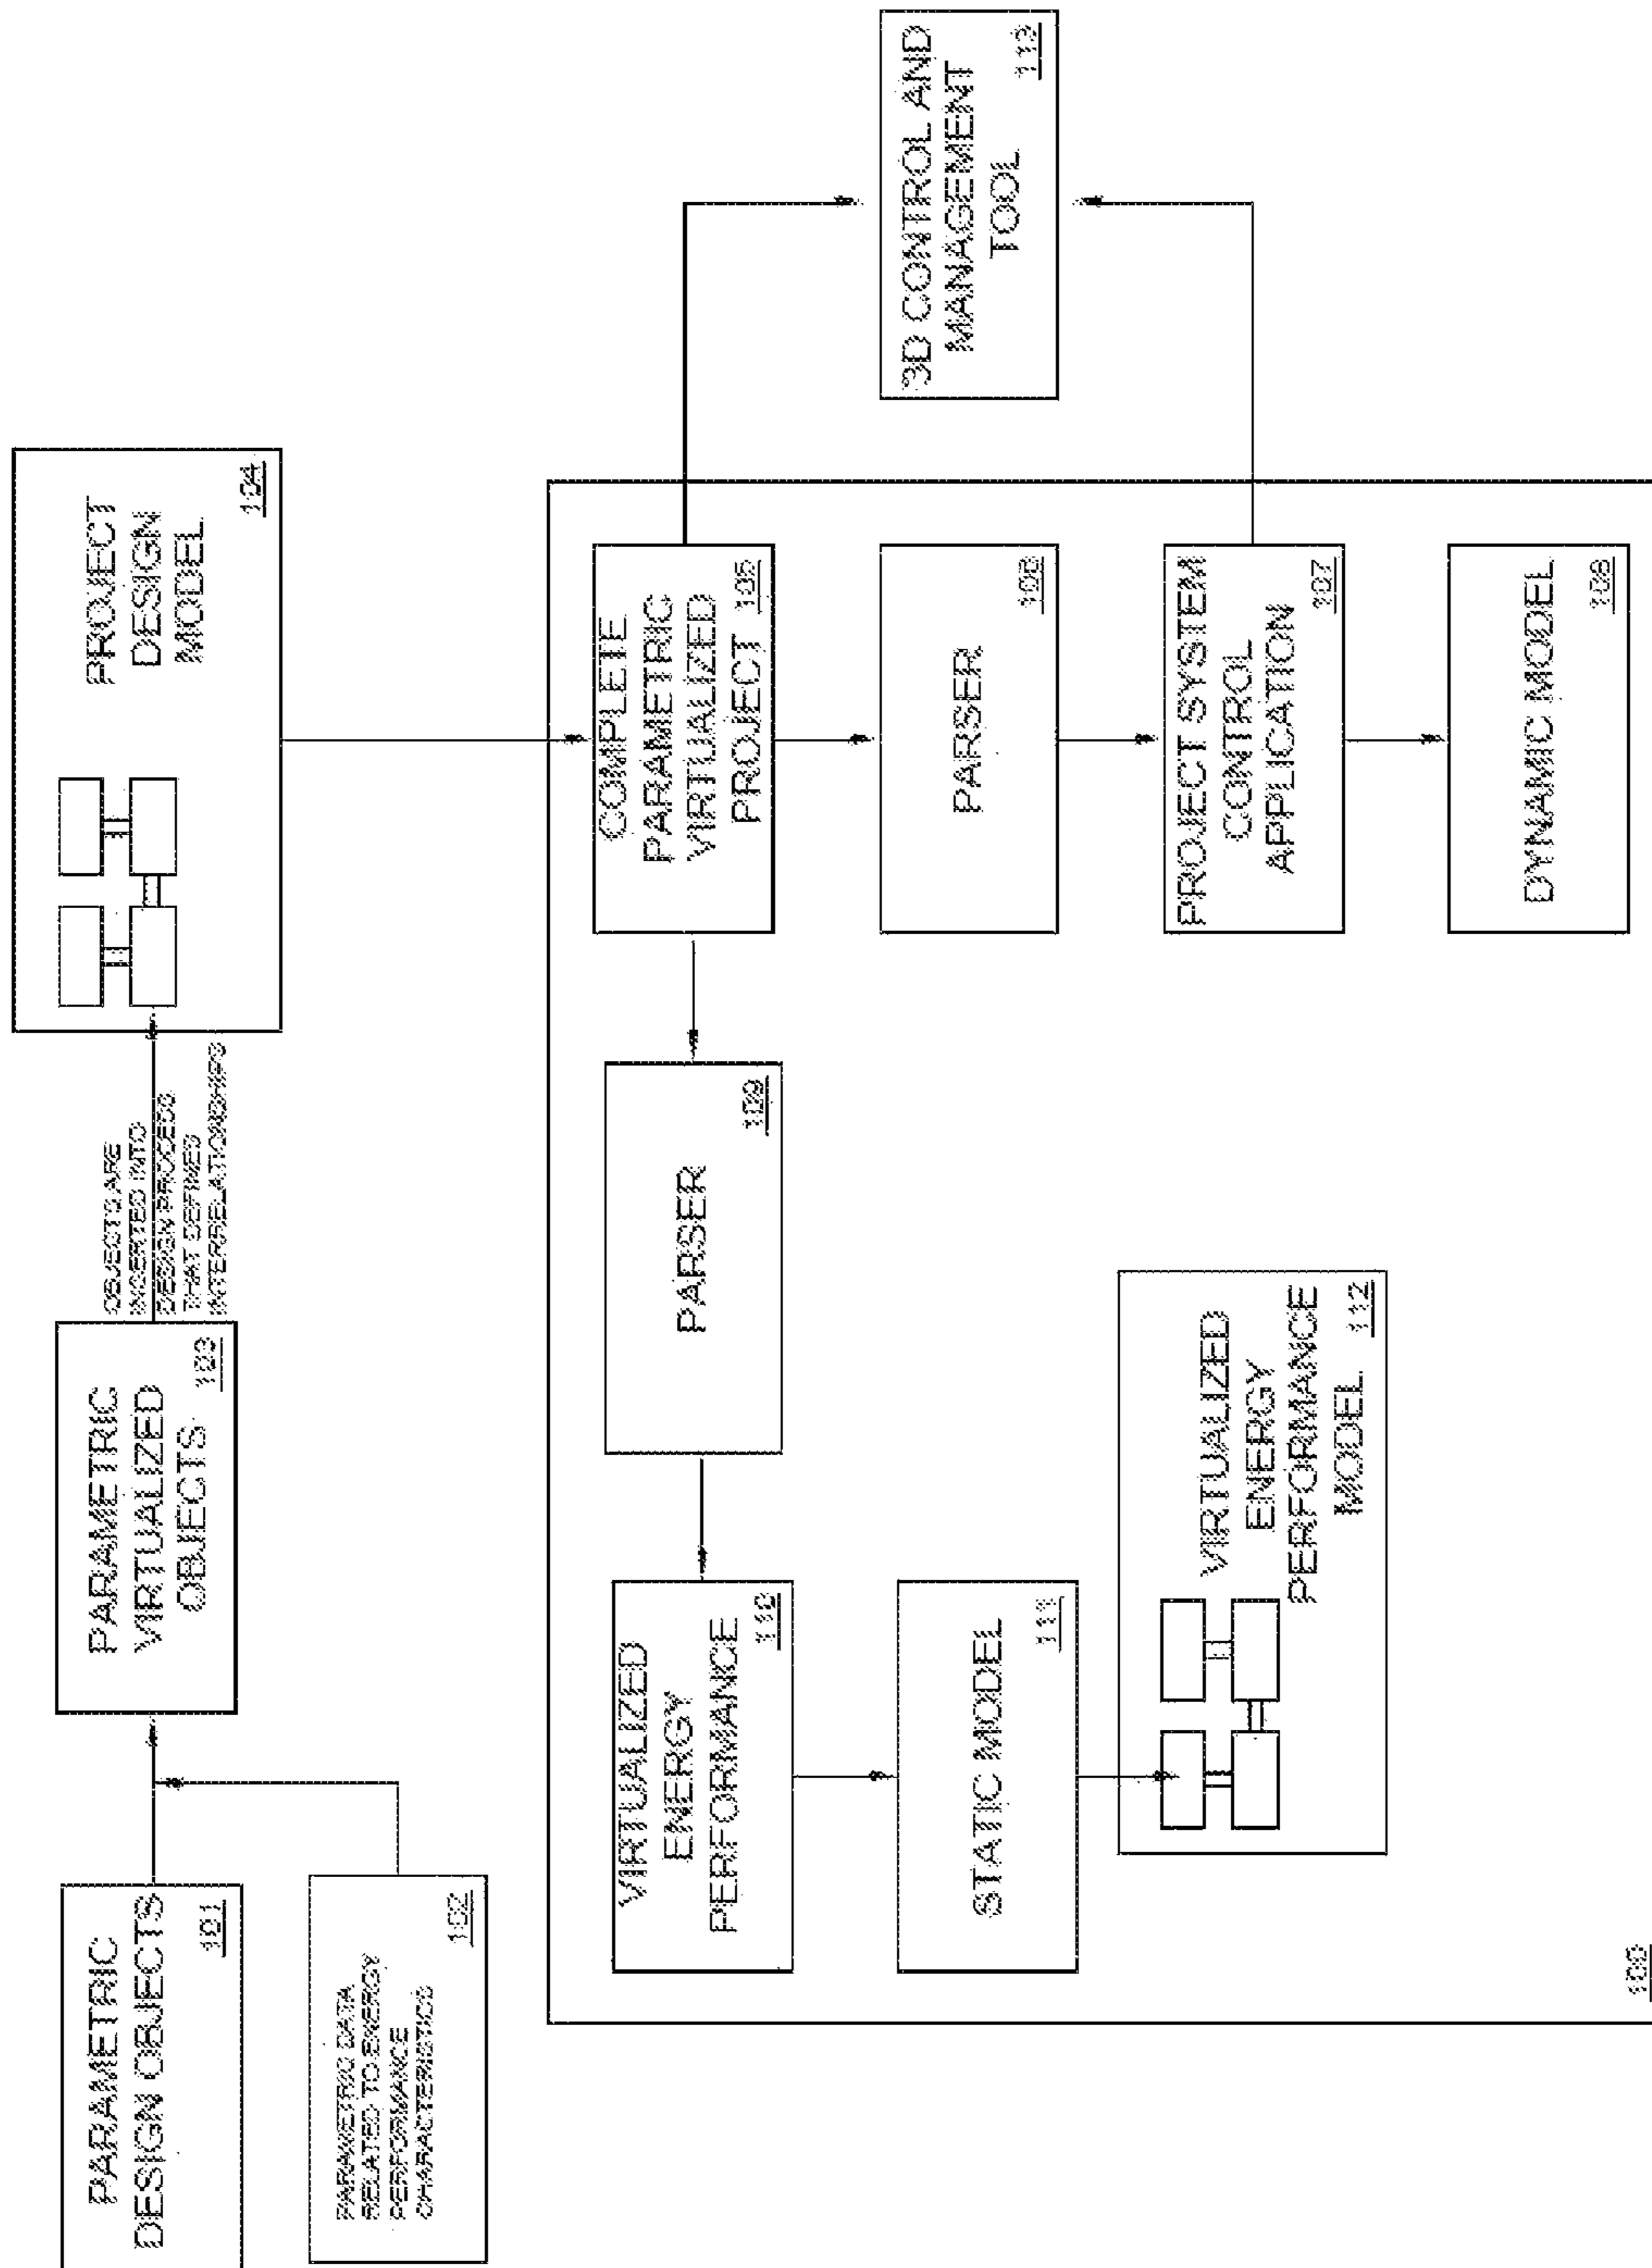 PARAMETRIC
DESIGN OBJECTS
101
PARAMETRIC DATA
RELATED TO ENERGY
PERFORMANCE
CHARACTERISTICS
102
PARAMETRIC
VIRTUALIZED
OBJECTS
103
OBJECTS ARE
INSERTED INTO
DESIGN PROCESS
THAT DEFINES
INTERRELATIONSHIPS
PROJECT
DESIGN
MODEL
104
COMPLETE
PARAMETRIC
VIRTUALIZED
PROJECT 105
PARSER
106
PROJECT SYSTEM
CONTROL
APPLICATION
107
DYNAMIC MODEL
108
PARSER
109
VIRTUALIZED
ENERGY
PERFORMANCE
110
STATIC MODEL
111
VIRTUALIZED
ENERGY
PERFORMANCE
MODEL 112
3D CONTROL AND
MANAGEMENT
TOOL
113
100